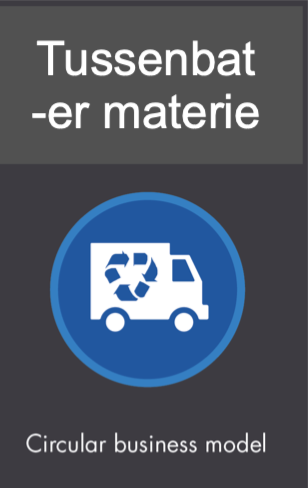 Tussenbat
-er materie
Circular business model